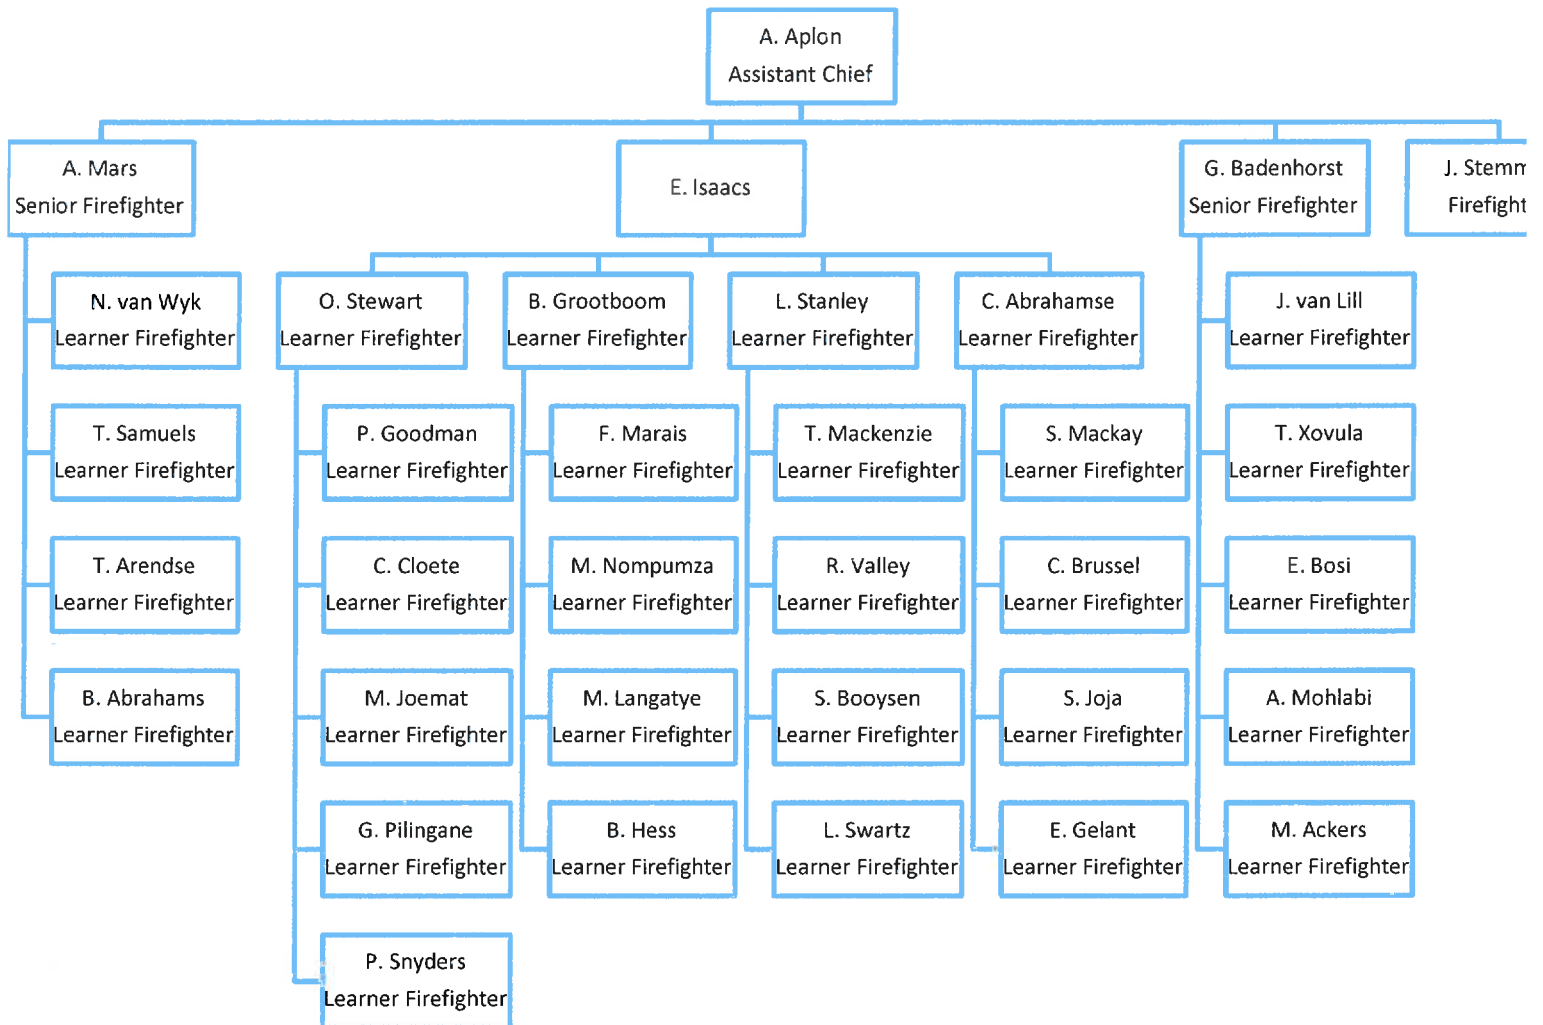 A. Aplon
Assistant Chief
A. Mars
Senior Firefighter
E. Isaacs
G. Badenhorst
Senior Firefighter
J. Stemm
Firefight
N. van Wyk
Learner Firefighter
T. Samuels
Learner Firefighter
T. Arendse
Learner Firefighter
B. Abrahams
Learner Firefighter
O. Stewart
Learner Firefighter
P. Goodman
Learner Firefighter
C. Cloete
Learner Firefighter
M. Joemat
Learner Firefighter
G. Pilingane
Learner Firefighter
P. Snyders
Learner Firefighter
B. Grootboom
Learner Firefighter
F. Marais
Learner Firefighter
M. Nompumza
Learner Firefighter
M. Langatye
Learner Firefighter
B. Hess
Learner Firefighter
L. Stanley
Learner Firefighter
T. Mackenzie
Learner Firefighter
R. Valley
Learner Firefighter
S. Booysen
Learner Firefighter
L. Swartz
Learner Firefighter
C. Abrahamse
Learner Firefighter
S. Mackay
Learner Firefighter
C. Brussel
Learner Firefighter
S. Joja
Learner Firefighter
E. Gelant
Learner Firefighter
J. van Lill
Learner Firefighter
T. Xovula
Learner Firefighter
E. Bosi
Learner Firefighter
A. Mohlabi
Learner Firefighter
M. Ackers
Learner Firefighter